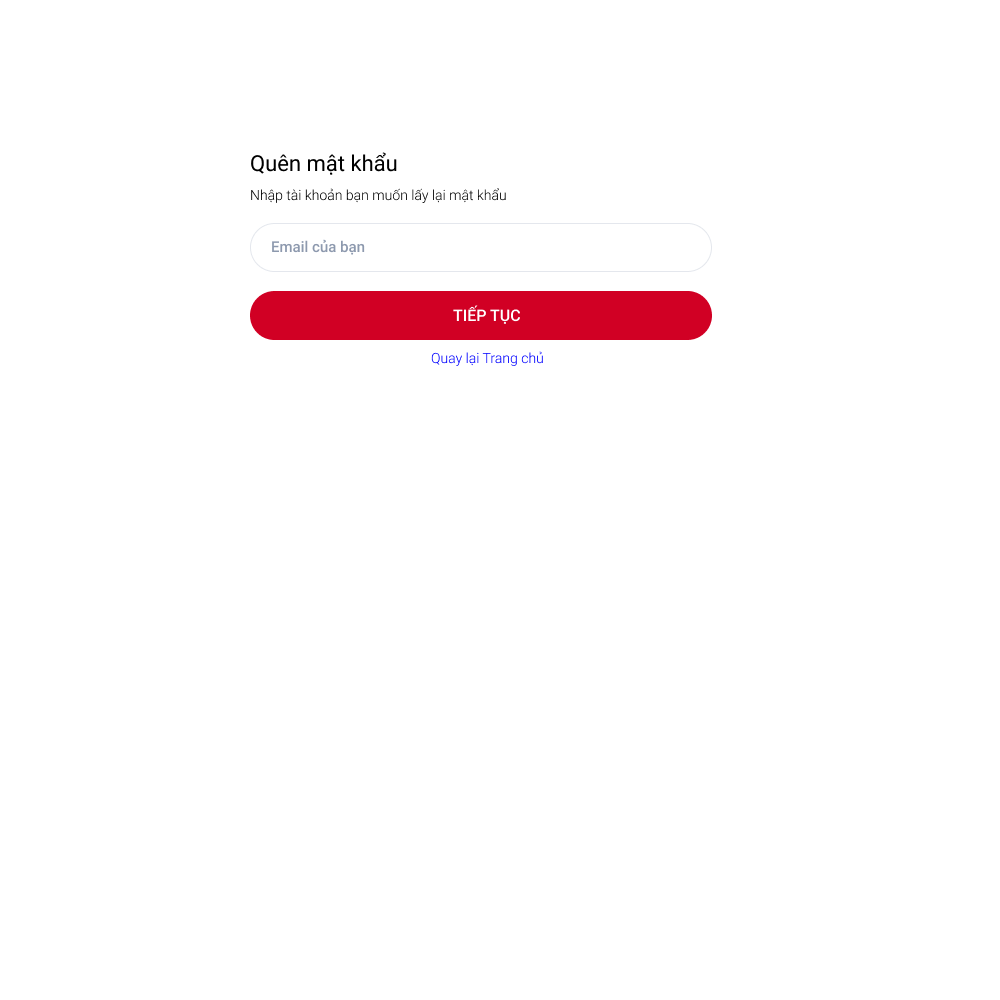 Quên mật khẩu
Nhập tài khoản bạn muốn lấy lại mật khẩu
Email của bạn
TIẾP TỤC
Quay lại Trang chủ